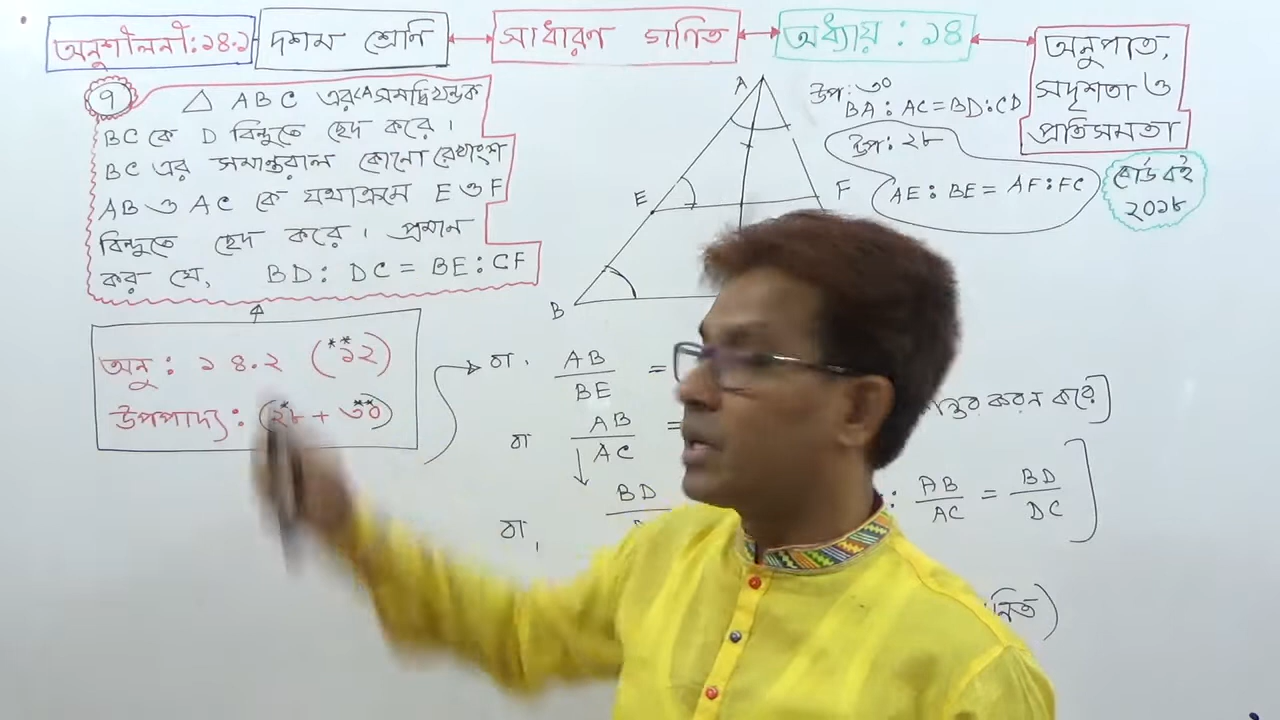 অনুশীলনী:১৪.১
দশম শ্রেনি
সাধারণ গণিত
অধ্যায় : ১৪
অনুপাত,
সদৃশতা ও
প্রতিসমতা
বোর্ড বই
২০১৮
৭
△ ABC এর ∠A সমদ্বিখন্ডক
BC কে D বিন্দুতে ছেদ করে ।
BC এর সমান্তরাল কোনো রেখাংশ
AB ও AC কে যথাক্রমে E ও F
বিন্দুতে ছেদ করে । প্রমান
কর যে, BD : DC = BE : CF
A
E
F
B
উপ: ৩০
BA : AC = BD : CD
উপ: ২৮
AE : BE = AF : FC
অনু : ১৪.২ (**১২)
উপপাদ্য: (২৮* + ৩০**)
বা, AB/BE =
করন করে]
বা AB/AC =
বা, BD
: AB/AC = BD/DC ]